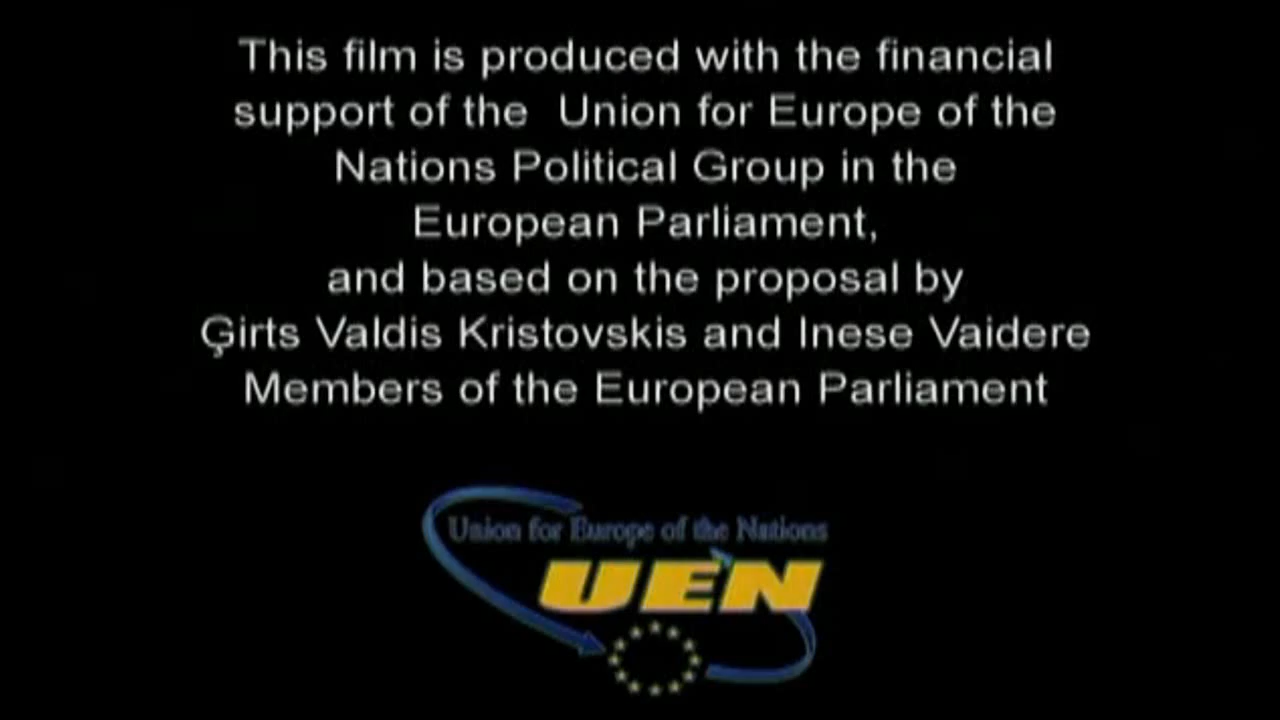 This film is produced with the financial
support of the Union for Europe of the
Nations Political Group in the
European Parliament,
and based on the proposal by
Ģirts Valdis Kristovskis and Inese Vaidere
Members of the European Parliament
Union for Europe of the Nations
UEN